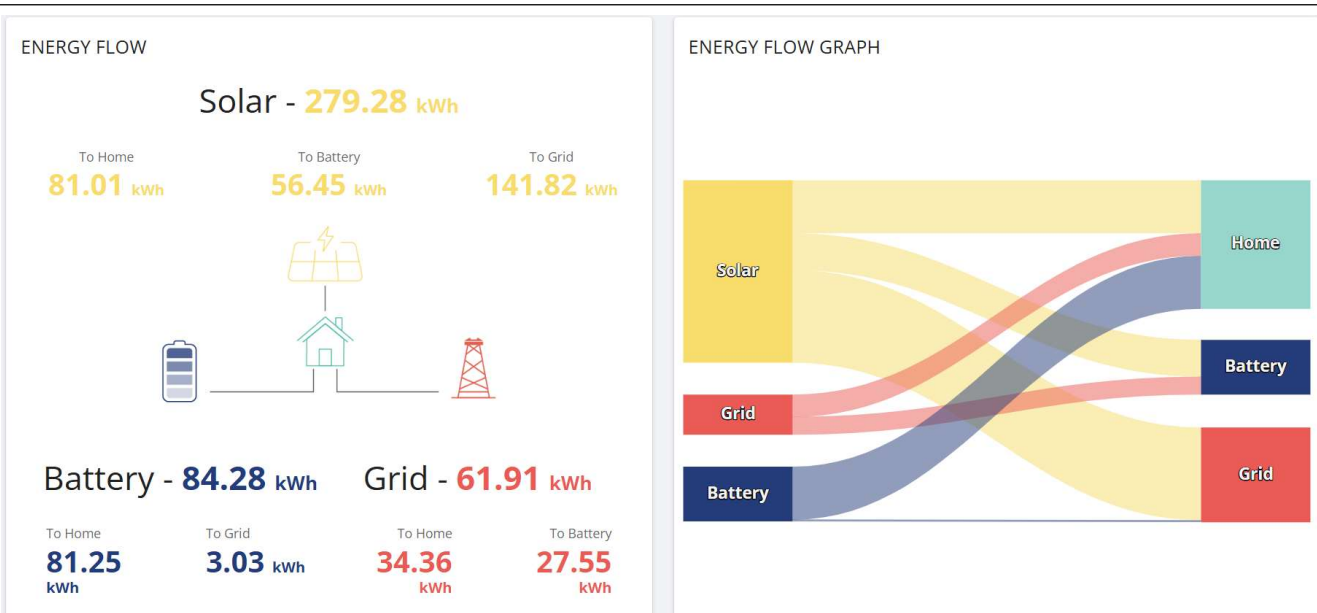 ENERGY FLOW
Solar - 279.28 kWh
To Home
81.01 kWh
To Battery
56.45 kWh
To Grid
141.82 kWh
Battery - 84.28 kWh
To Home
81.25
kWh
To Grid
3.03 kWh
Grid - 61.91 kWh
To Home
34.36
kWh
To Battery
27.55
kWh
ENERGY FLOW GRAPH
Solar
Grid
Battery
Home
Battery
Grid